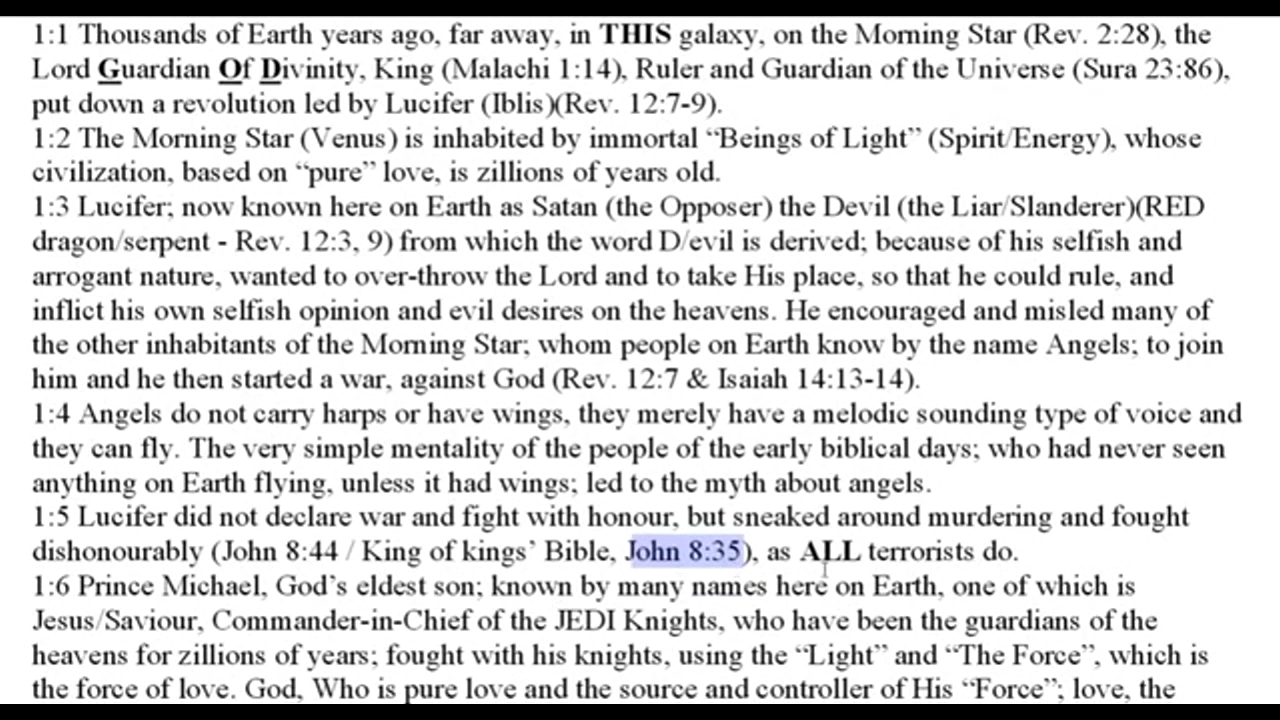 1:1 Thousands of Earth years ago, far away, in THIS galaxy, on the Morning Star (Rev. 2:28), the
Lord Guardian Of Divinity, King (Malachi 1:14), Ruler and Guardian of the Universe (Sura 23:86),
put down a revolution led by Lucifer (Iblis)(Rev. 12:7-9).
1:2 The Morning Star (Venus) is inhabited by immortal “Beings of Light” (Spirit/Energy), whose
civilization, based on “pure” love, is zillions of years old.
1:3 Lucifer; now known here on Earth as Satan (the Opposer) the Devil (the Liar/Slanderer)(RED
dragon/serpent - Rev. 12:3, 9) from which the word D/evil is derived; because of his selfish and
arrogant nature, wanted to over-throw the Lord and to take His place, so that he could rule, and
inflict his own selfish opinion and evil desires on the heavens. He encouraged and misled many of
the other inhabitants of the Morning Star; whom people on Earth know by the name Angels; to join
him and he then started a war, against God (Rev. 12:7 & Isaiah 14:13-14).
1:4 Angels do not carry harps or have wings, they merely have a melodic sounding type of voice and
they can fly. The very simple mentality of the people of the early biblical days; who had never seen
anything on Earth flying, unless it had wings; led to the myth about angels.
1:5 Lucifer did not declare war and fight with honour, but sneaked around murdering and fought
dishonourably (John 8:44 / King of kings’ Bible, John 8:35), as ALL terrorists do.
1:6 Prince Michael, God’s eldest son; known by many names here on Earth, one of which is
Jesus/Saviour, Commander-in-Chief of the JEDI Knights, who have been the guardians of the
heavens for zillions of years; fought with his knights, using the “Light” and “The Force”, which is
the force of love. God, Who is pure love and the source and controller of His “Force”; love, the